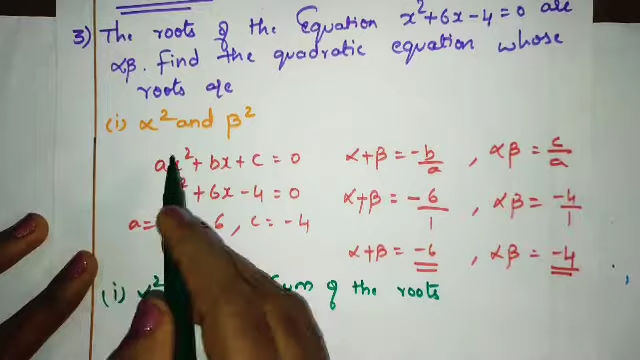 3) The roots of the Equation x²+6x-4=0 are
αβ. Find the quadratic equation whose
roots are
(i) α² and β²
ax²+bx+c=0 α+β = -b/a , αβ = c/a
²+6x-4=0 α+β = -6/1 , αβ = -4/1
a= 6, c=-4
α+β = -6 , αβ = -4
(i) of the roots